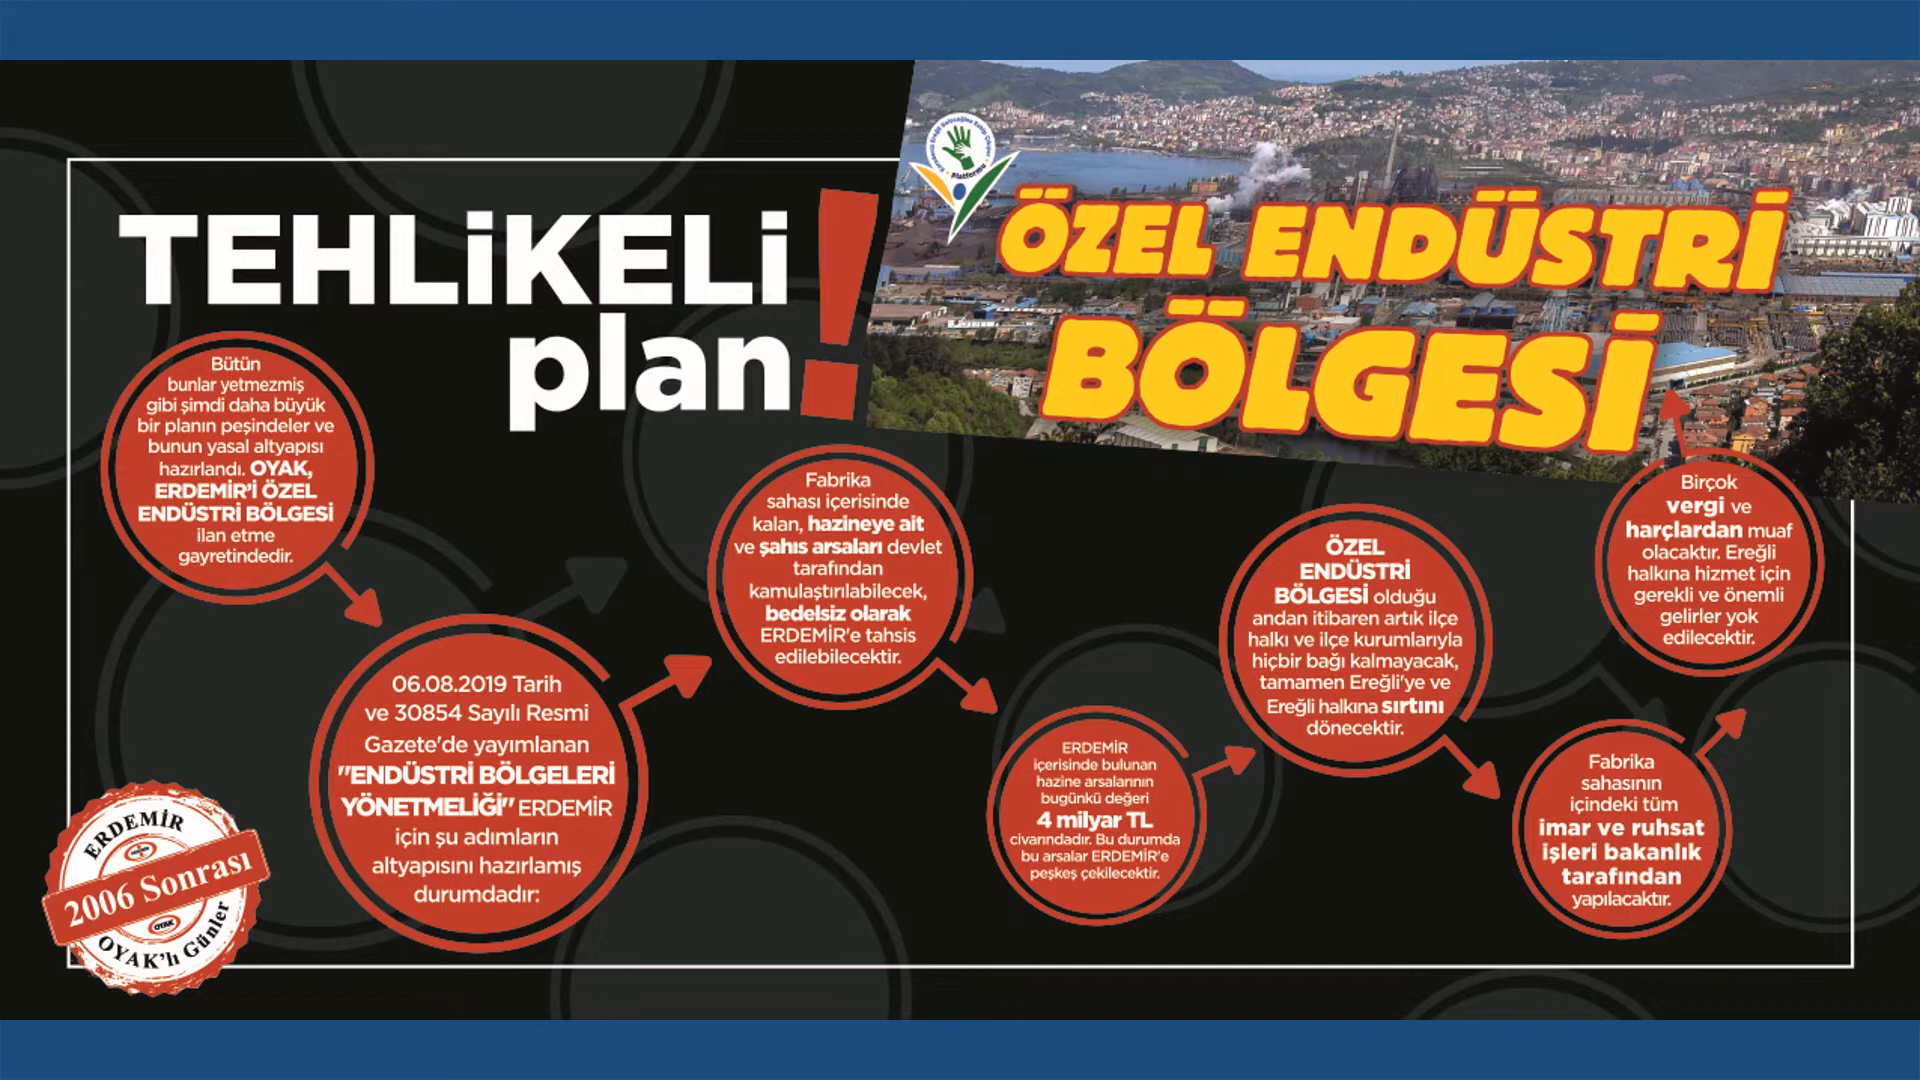 TEHLiKELi
plan!
ÖZEL ENDÜSTRİ
BÖLGESİ
Platformu
Bütün
bunlar yetmezmiş
gibi şimdi daha büyük
bir planın peşindeler ve
bunun yasal altyapısı
hazırlandı. OYAK,
ERDEMİR'İ ÖZEL
ENDÜSTRİ BÖLGESİ
ilan etme
gayretindedir.
06.08.2019 Tarih
ve 30854 Sayılı Resmi
Gazete'de yayımlanan
"ENDÜSTRİ BÖLGELERİ
YÖNETMELİĞİ" ERDEMİR
için şu adımların
altyapısını hazırlamış
durumdadır:
Fabrika
sahası içerisinde
kalan, hazineye ait
ve şahıs arsaları devlet
tarafından
kamulaştırılabilecek,
bedelsiz olarak
ERDEMİR'e tahsis
edilebilecektir.
ERDEMİR
içerisinde bulunan
hazine arsalarının
bugünkü değeri
4 milyar TL
civarındadır. Bu durumda
bu arsalar ERDEMİR'e
peşkeş çekilecektir.
ÖZEL
ENDÜSTRİ
BÖLGESİ olduğu
andan itibaren artık ilçe
halkı ve ilçe kurumlarıyla
hiçbir bağı kalmayacak,
tamamen Ereğli'ye ve
Ereğli halkına sırtını
dönecektir.
Fabrika
sahasının
içindeki tüm
imar ve ruhsat
işleri bakanlık
tarafından
yapılacaktır.
Birçok
vergi ve
harçlardan muaf
olacaktır. Ereğli
halkına hizmet için
gerekli ve önemli
gelirler yok
edilecektir.
ERDEMİR
2006 Sonrası
OYAK
OYAK'lı Günler